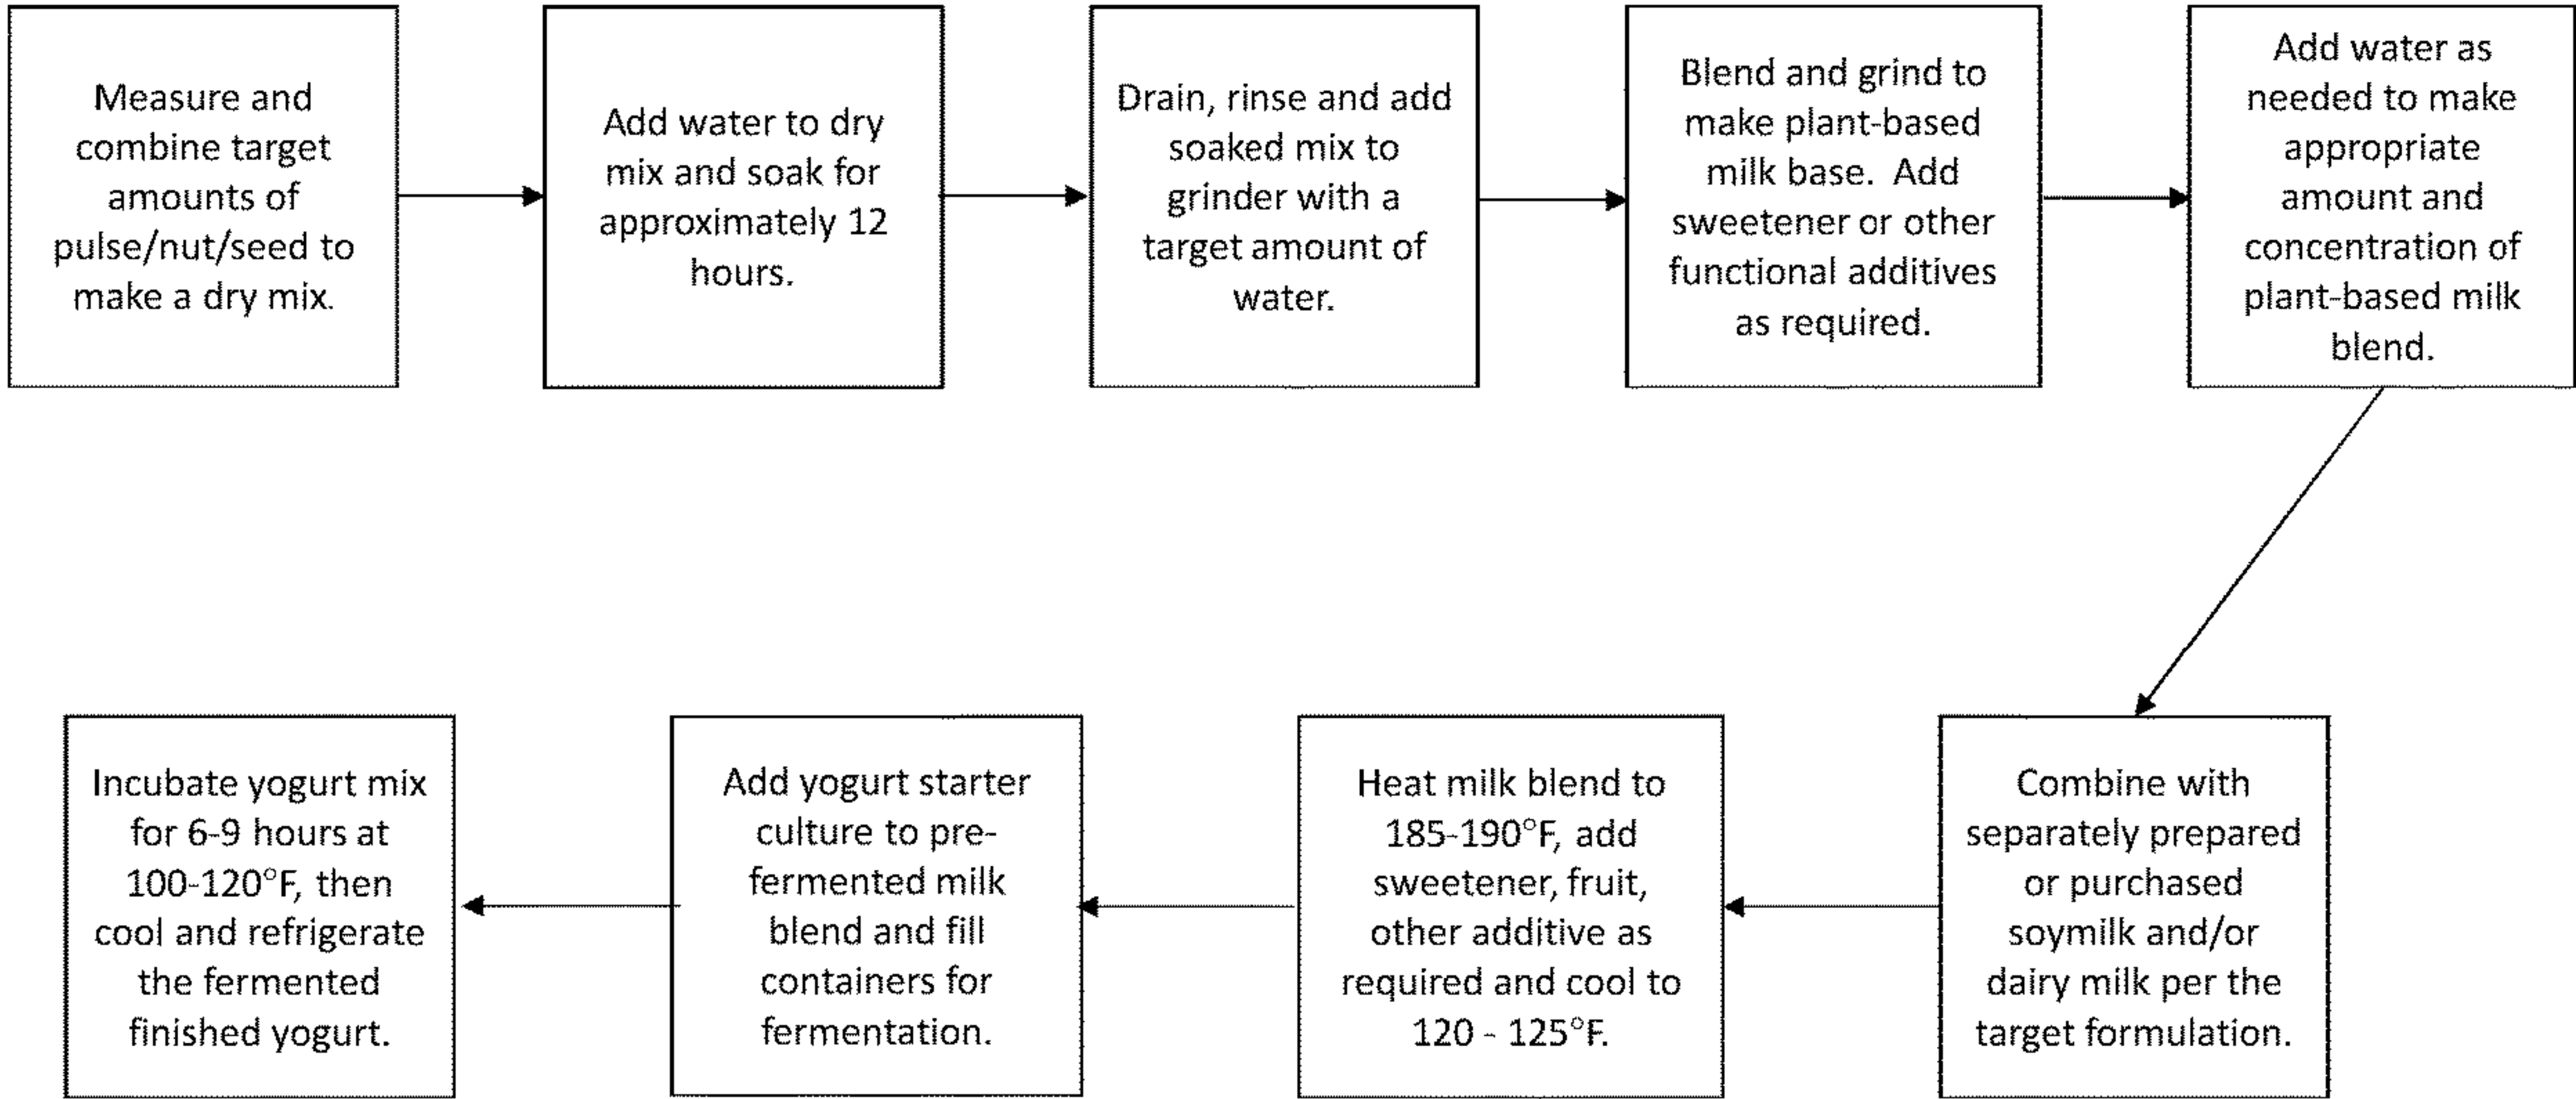 Measure and
combine target
amounts of
pulse/nut/seed to
make a dry mix.
Add water to dry
mix and soak for
approximately 12
hours.
Drain, rinse and add
soaked mix to
grinder with a
target amount of
water.
Blend and grind to
make plant-based
milk base.  Add
sweetener or other
functional additives
as required.
Add water as
needed to make
appropriate
amount and
concentration of
plant-based milk
blend.
Combine with
separately prepared
or purchased
soymilk and/or
dairy milk per the
target formulation.
Heat milk blend to
185-190°F, add
sweetener, fruit,
other additive as
required and cool to
120 - 125°F.
Add yogurt starter
culture to pre-
fermented milk
blend and fill
containers for
fermentation.
Incubate yogurt mix
for 6-9 hours at
100-120°F, then
cool and refrigerate
the fermented
finished yogurt.